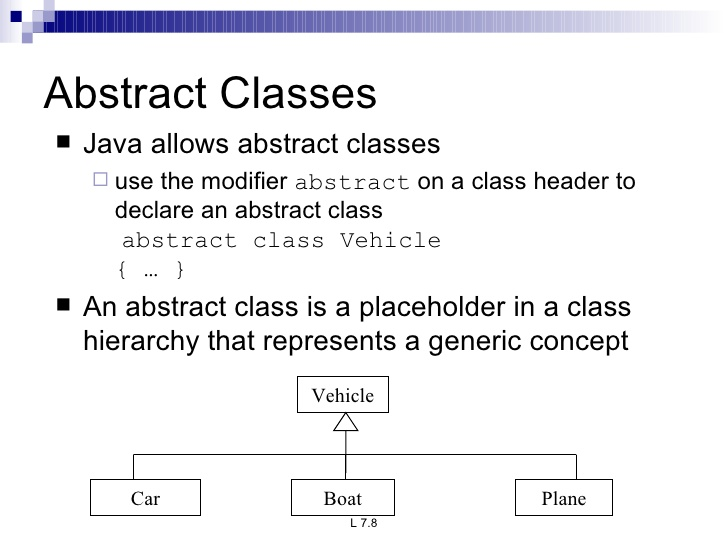 Abstract Classes
Java allows abstract classes
use the modifier abstract on a class header to
declare an abstract class
abstract class Vehicle
{ … }
An abstract class is a placeholder in a class
hierarchy that represents a generic concept
Vehicle
Car Boat Plane
L 7.8